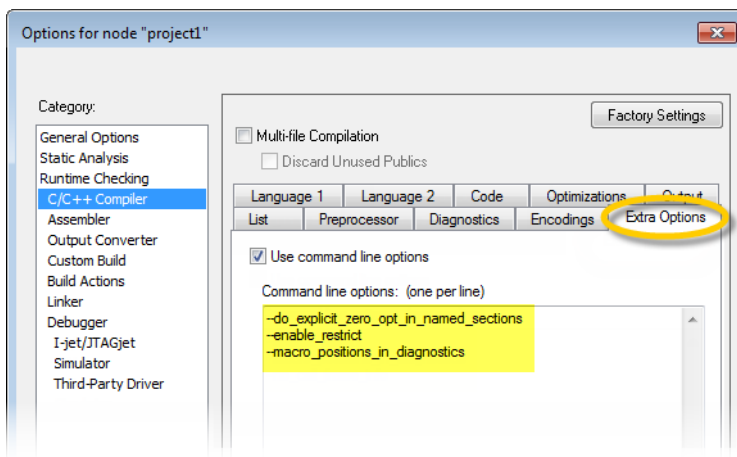 Options for node "project1"
Category:
General Options
Static Analysis
Runtime Checking
C/C++ Compiler
Assembler
Output Converter
Custom Build
Build Actions
Linker
Debugger
I-jet/JTAGjet
Simulator
Third-Party Driver
Factory Settings
Multi-file Compilation
Discard Unused Publics
Language 1 Language 2 Code Optimizations Output
List Preprocessor Diagnostics Encodings Extra Options
Use command line options
Command line options: (one per line)
--do_explicit_zero_opt_in_named_sections
--enable_restrict
--macro_positions_in_diagnostics